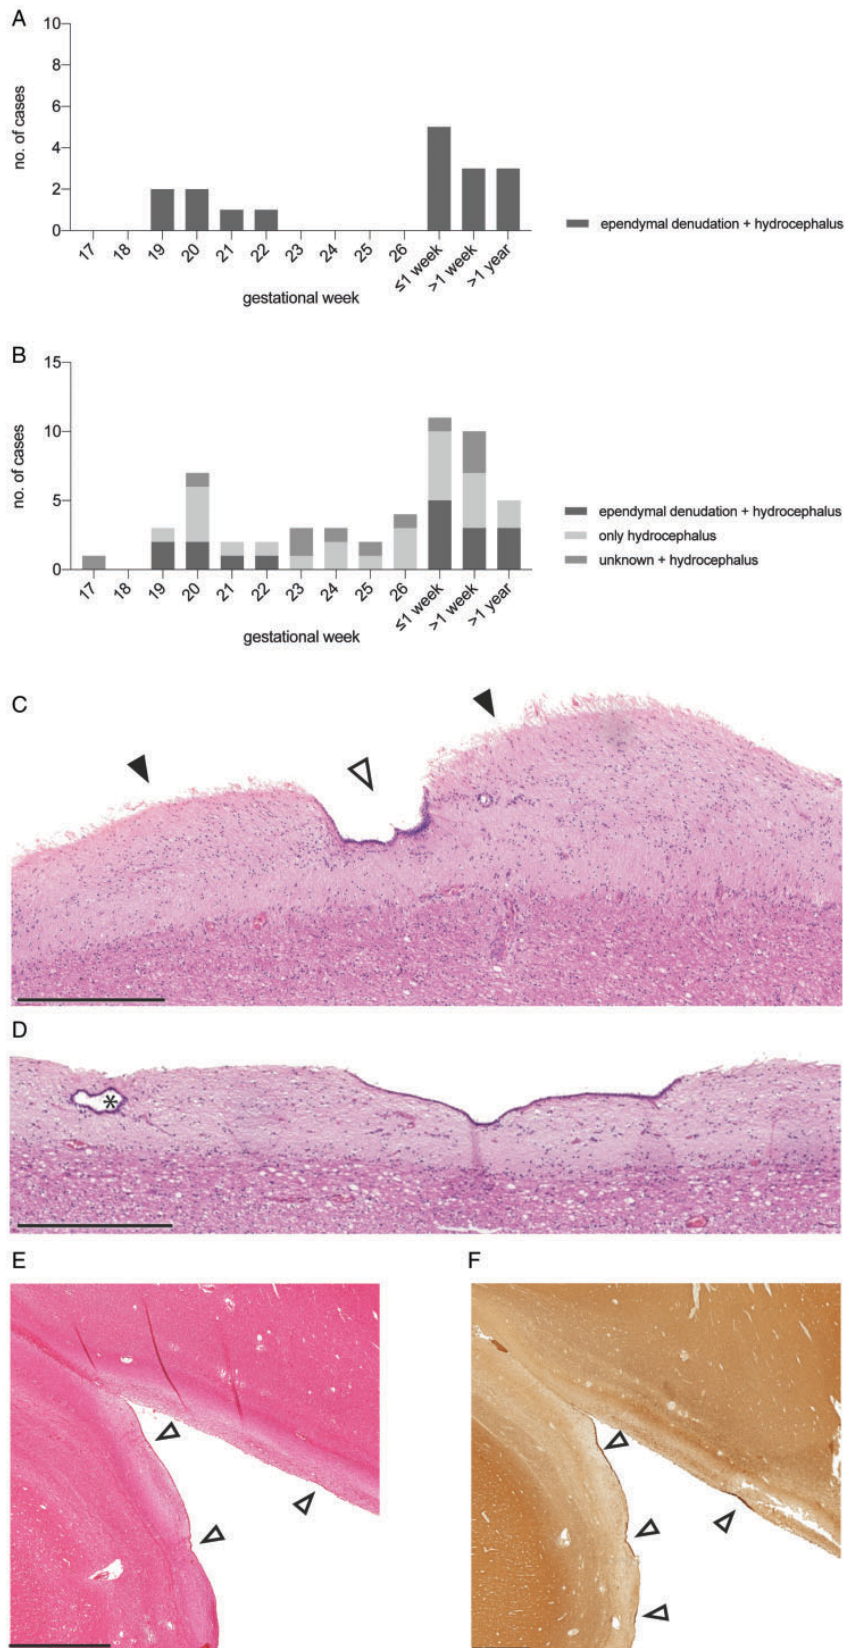 A
10
8
6
4
2
0
no. of cases
17 18 19 20 21 22 23 24 25 26 ≤1 week >1 week >1 year
gestational week
ependymal denudation + hydrocephalus
B
15
10
5
0
no. of cases
17 18 19 20 21 22 23 24 25 26 ≤1 week >1 week >1 year
gestational week
ependymal denudation + hydrocephalus
only hydrocephalus
unknown + hydrocephalus
C
D
*
E
F